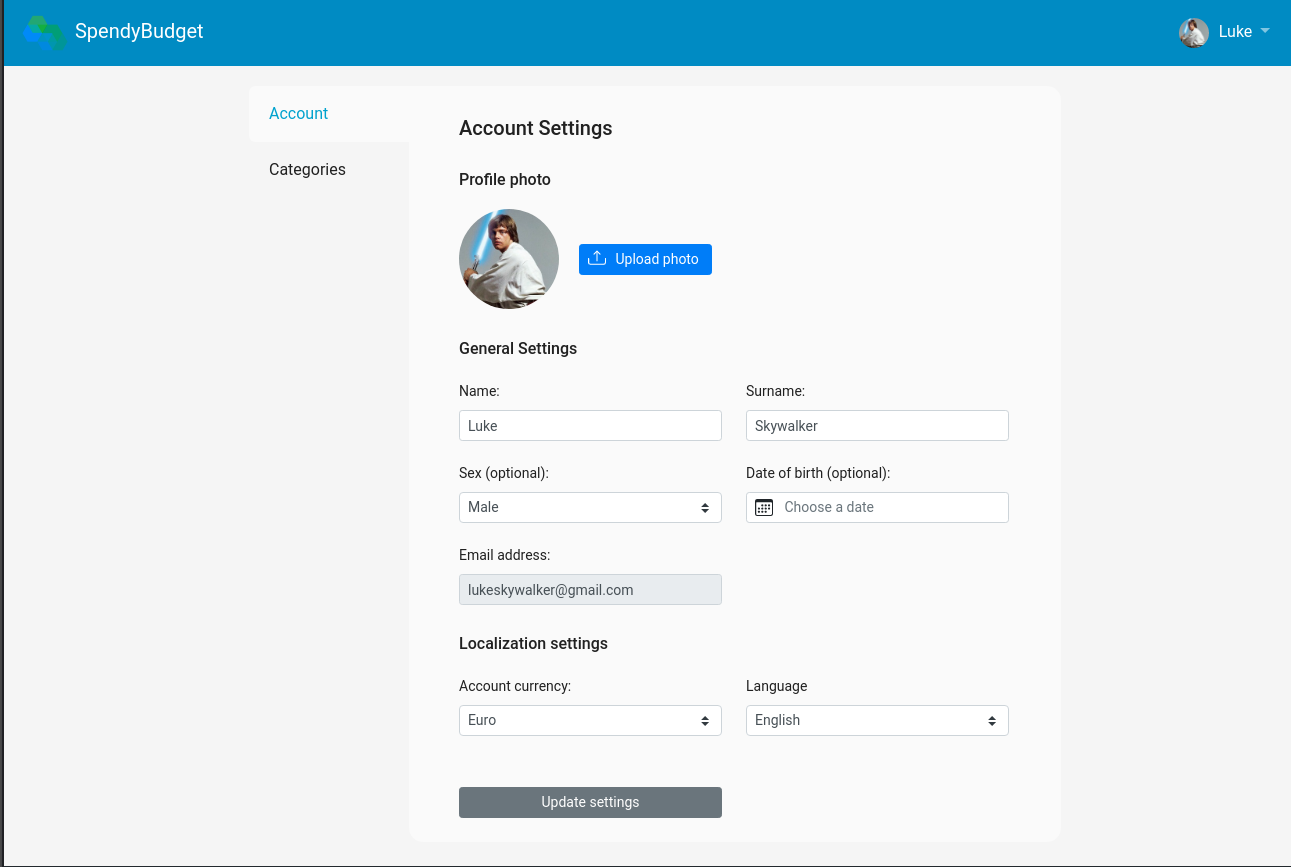 SpendyBudget
Luke
Account
Categories
Account Settings
Profile photo
Upload photo
General Settings
Name:
Surname:
Luke
Skywalker
Sex (optional):
Date of birth (optional):
Male
Choose a date
Email address:
lukeskywalker@gmail.com
Localization settings
Account currency:
Language
Euro
English
Update settings